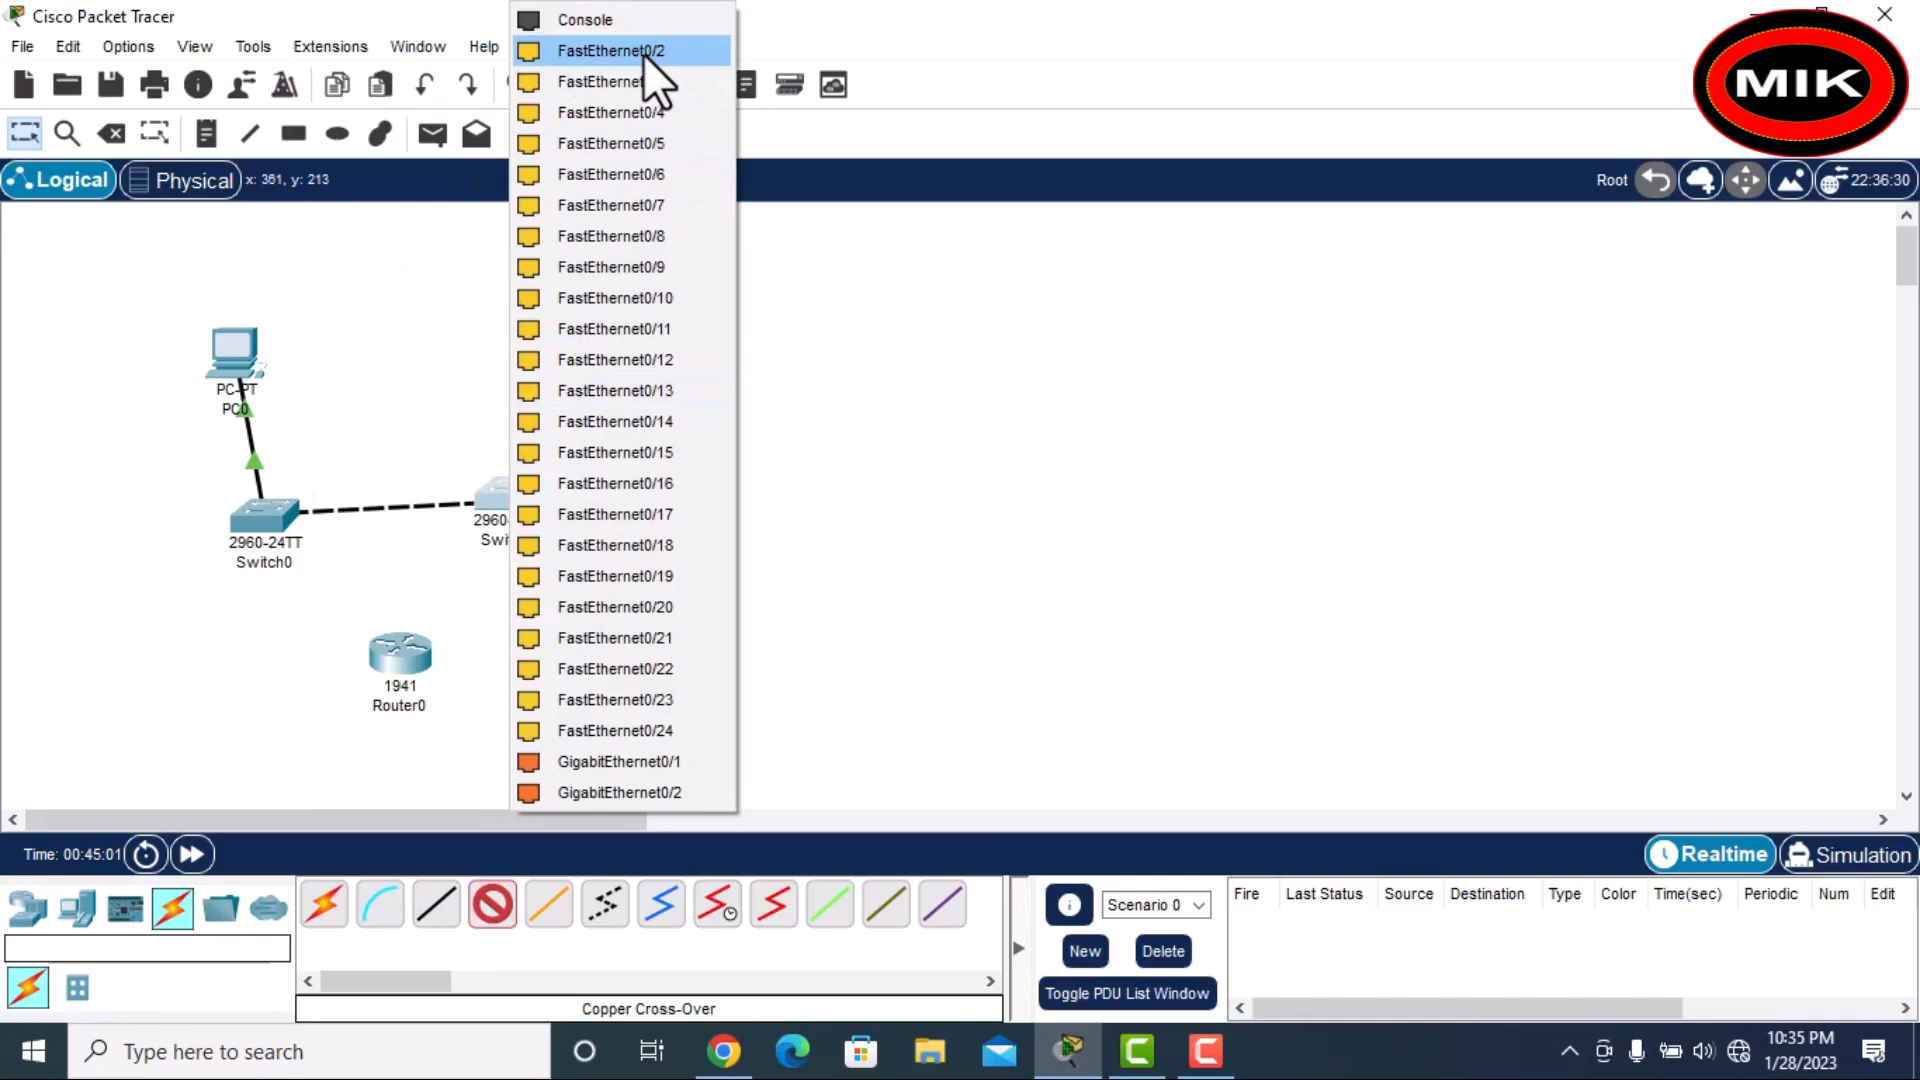 Cisco Packet Tracer
MIK
File Edit Options View Tools Extensions Window Help
Console
FastEthernet0/2
FastEthernet
FastEthernet0/4
FastEthernet0/5
FastEthernet0/6
FastEthernet0/7
FastEthernet0/8
FastEthernet0/9
FastEthernet0/10
FastEthernet0/11
FastEthernet0/12
FastEthernet0/13
FastEthernet0/14
FastEthernet0/15
FastEthernet0/16
FastEthernet0/17
FastEthernet0/18
FastEthernet0/19
FastEthernet0/20
FastEthernet0/21
FastEthernet0/22
FastEthernet0/23
FastEthernet0/24
GigabitEthernet0/1
GigabitEthernet0/2
Logical Physical x: 361, y: 213
Root 22:36:30
PC-PT
PC0
2960-24TT
Switch0
2960-
Swi
1941
Router0
Time: 00:45:01
Realtime Simulation
Scenario 0
New Delete
Toggle PDU List Window
Fire Last Status Source Destination Type Color Time(sec) Periodic Num Edit
Copper Cross-Over
Type here to search
10:35 PM
1/28/2023